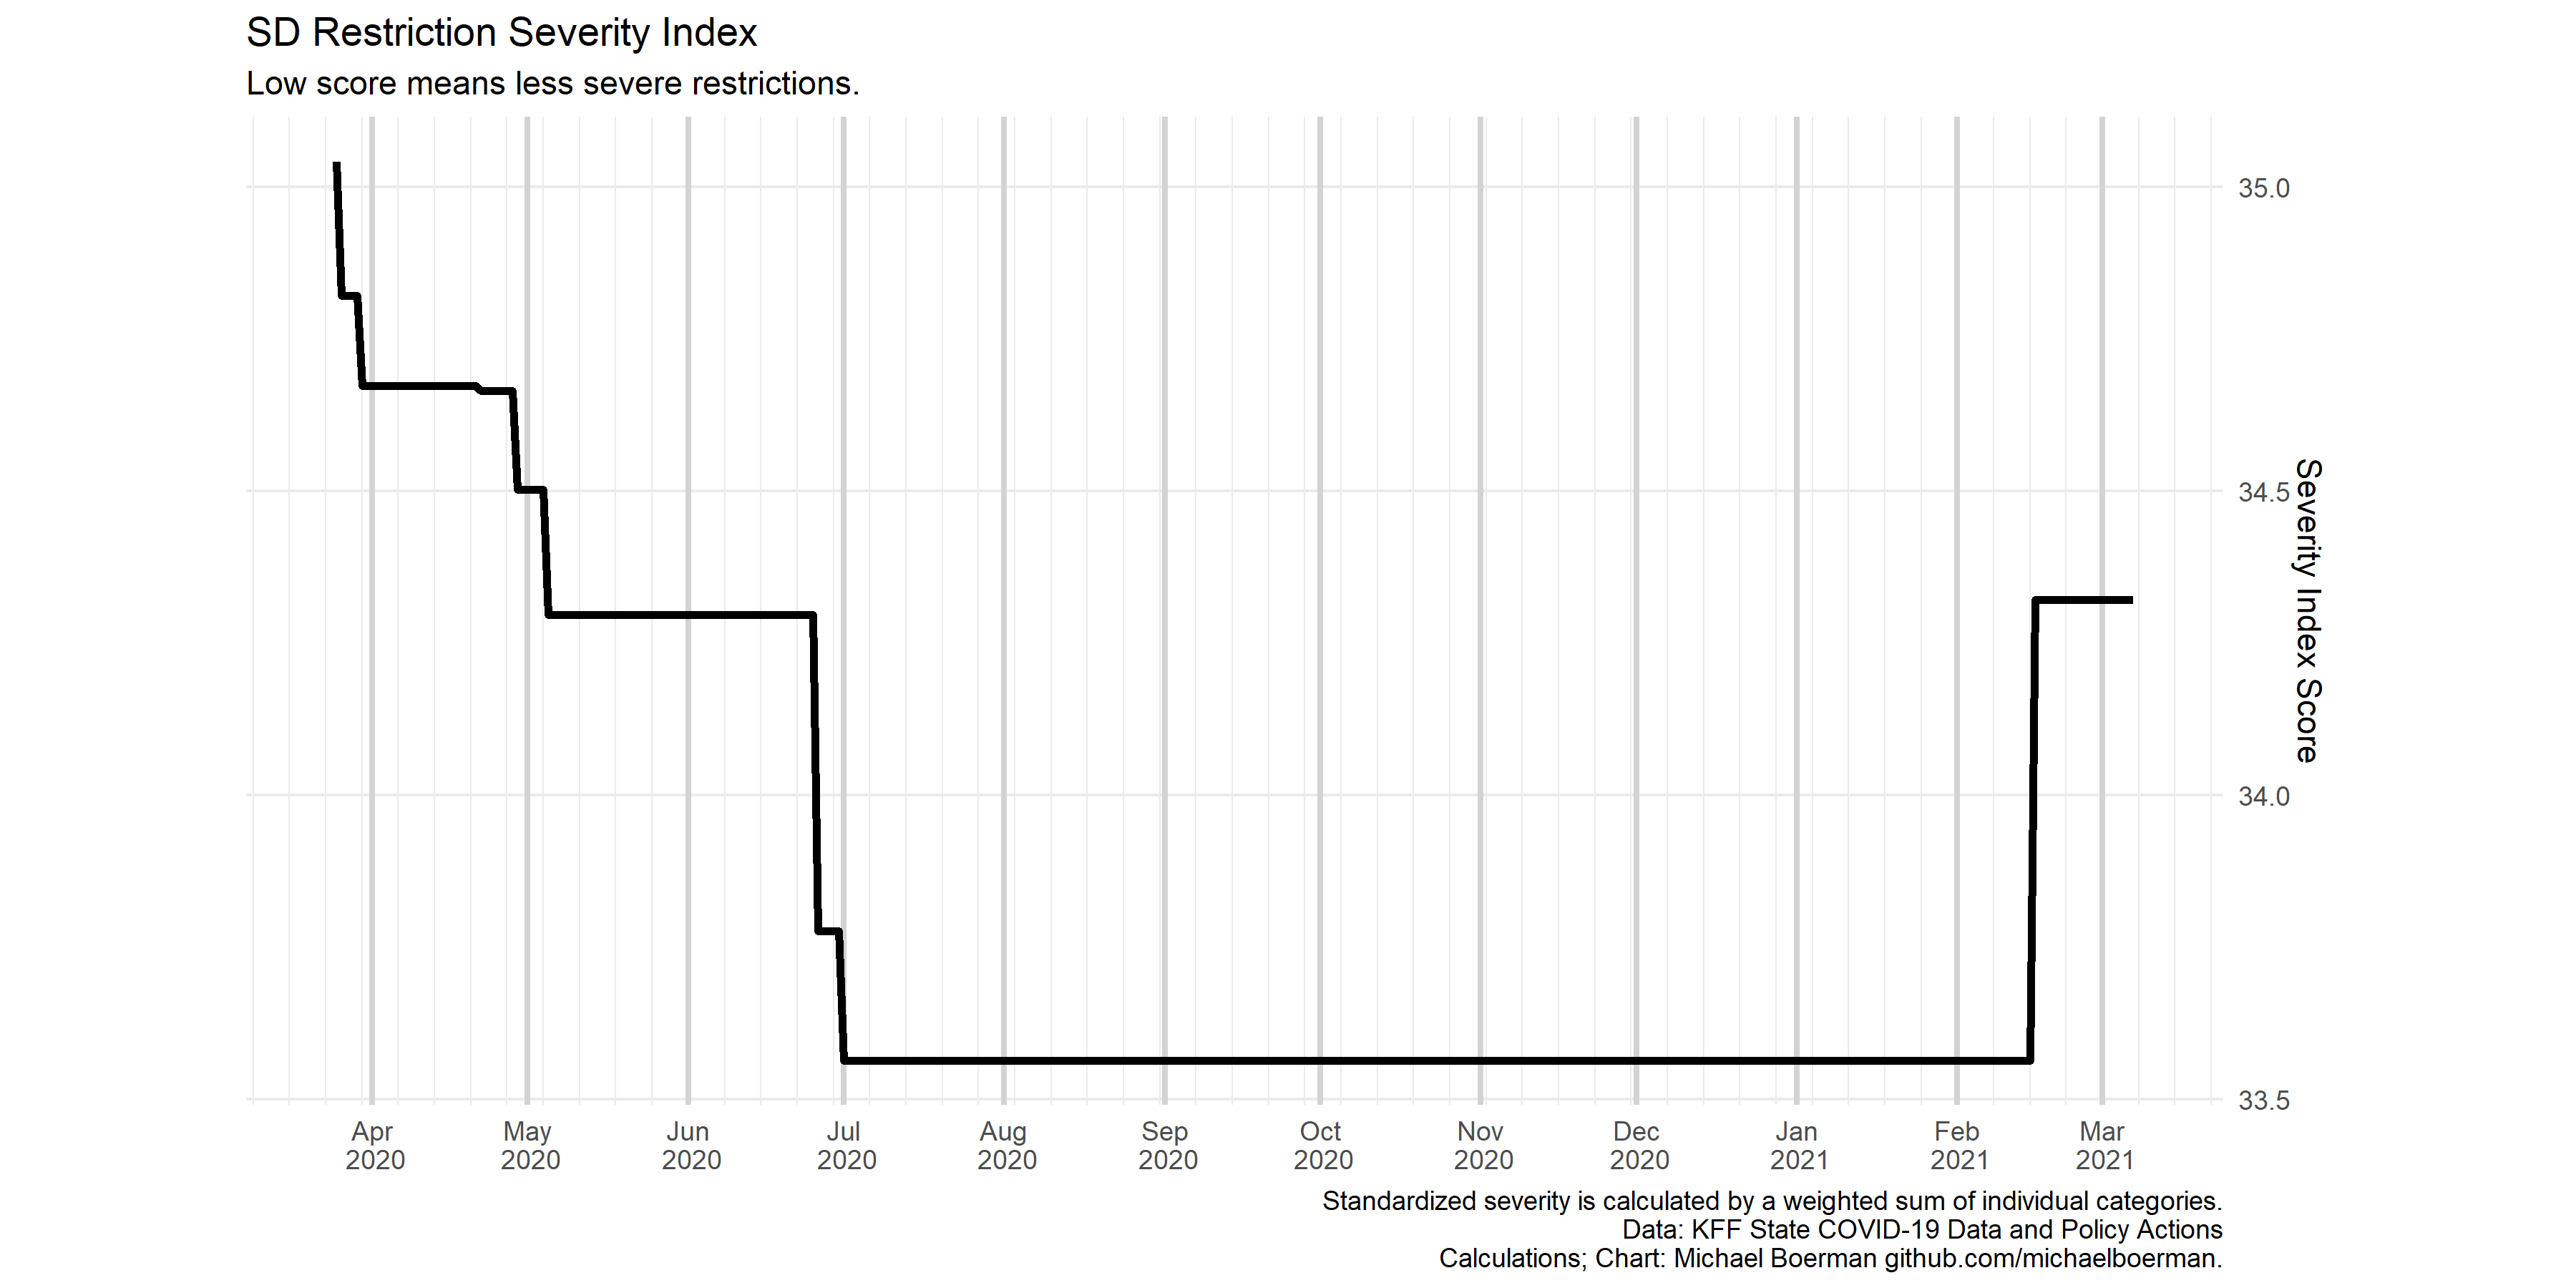 SD Restriction Severity Index
Low score means less severe restrictions.
35.0
34.5
34.0
33.5
Severity Index Score
Apr
2020
May
2020
Jun
2020
Jul
2020
Aug
2020
Sep
2020
Oct
2020
Nov
2020
Dec
2020
Jan
2021
Feb
2021
Mar
2021
Standardized severity is calculated by a weighted sum of individual categories.
Data: KFF State COVID-19 Data and Policy Actions
Calculations; Chart: Michael Boerman github.com/michaelboerman.